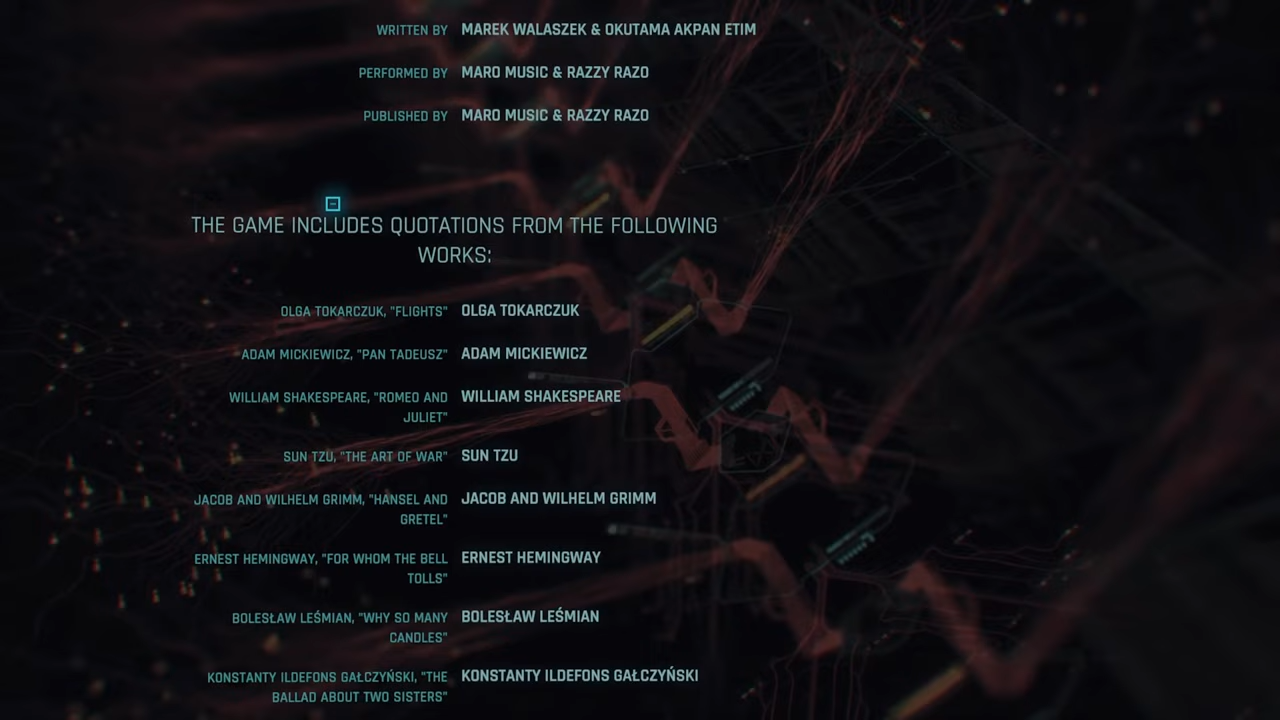 WRITTEN BY MAREK WALASZEK & OKUTAMA AKPAN ETIM
PERFORMED BY MARO MUSIC & RAZZY RAZO
PUBLISHED BY MARO MUSIC & RAZZY RAZO
THE GAME INCLUDES QUOTATIONS FROM THE FOLLOWING
WORKS:
OLGA TOKARCZUK, "FLIGHTS" OLGA TOKARCZUK
ADAM MICKIEWICZ, "PAN TADEUSZ" ADAM MICKIEWICZ
WILLIAM SHAKESPEARE, "ROMEO AND WILLIAM SHAKESPEARE
JULIET"
SUN TZU, "THE ART OF WAR" SUN TZU
JACOB AND WILHELM GRIMM, "HANSEL AND JACOB AND WILHELM GRIMM
GRETEL"
ERNEST HEMINGWAY, "FOR WHOM THE BELL ERNEST HEMINGWAY
TOLLS"
BOLESŁAW LEŚMIAN, "WHY SO MANY BOLESŁAW LEŚMIAN
CANDLES"
KONSTANTY ILDEFONS GAŁCZYŃSKI, "THE KONSTANTY ILDEFONS GAŁCZYŃSKI
BALLAD ABOUT TWO SISTERS"